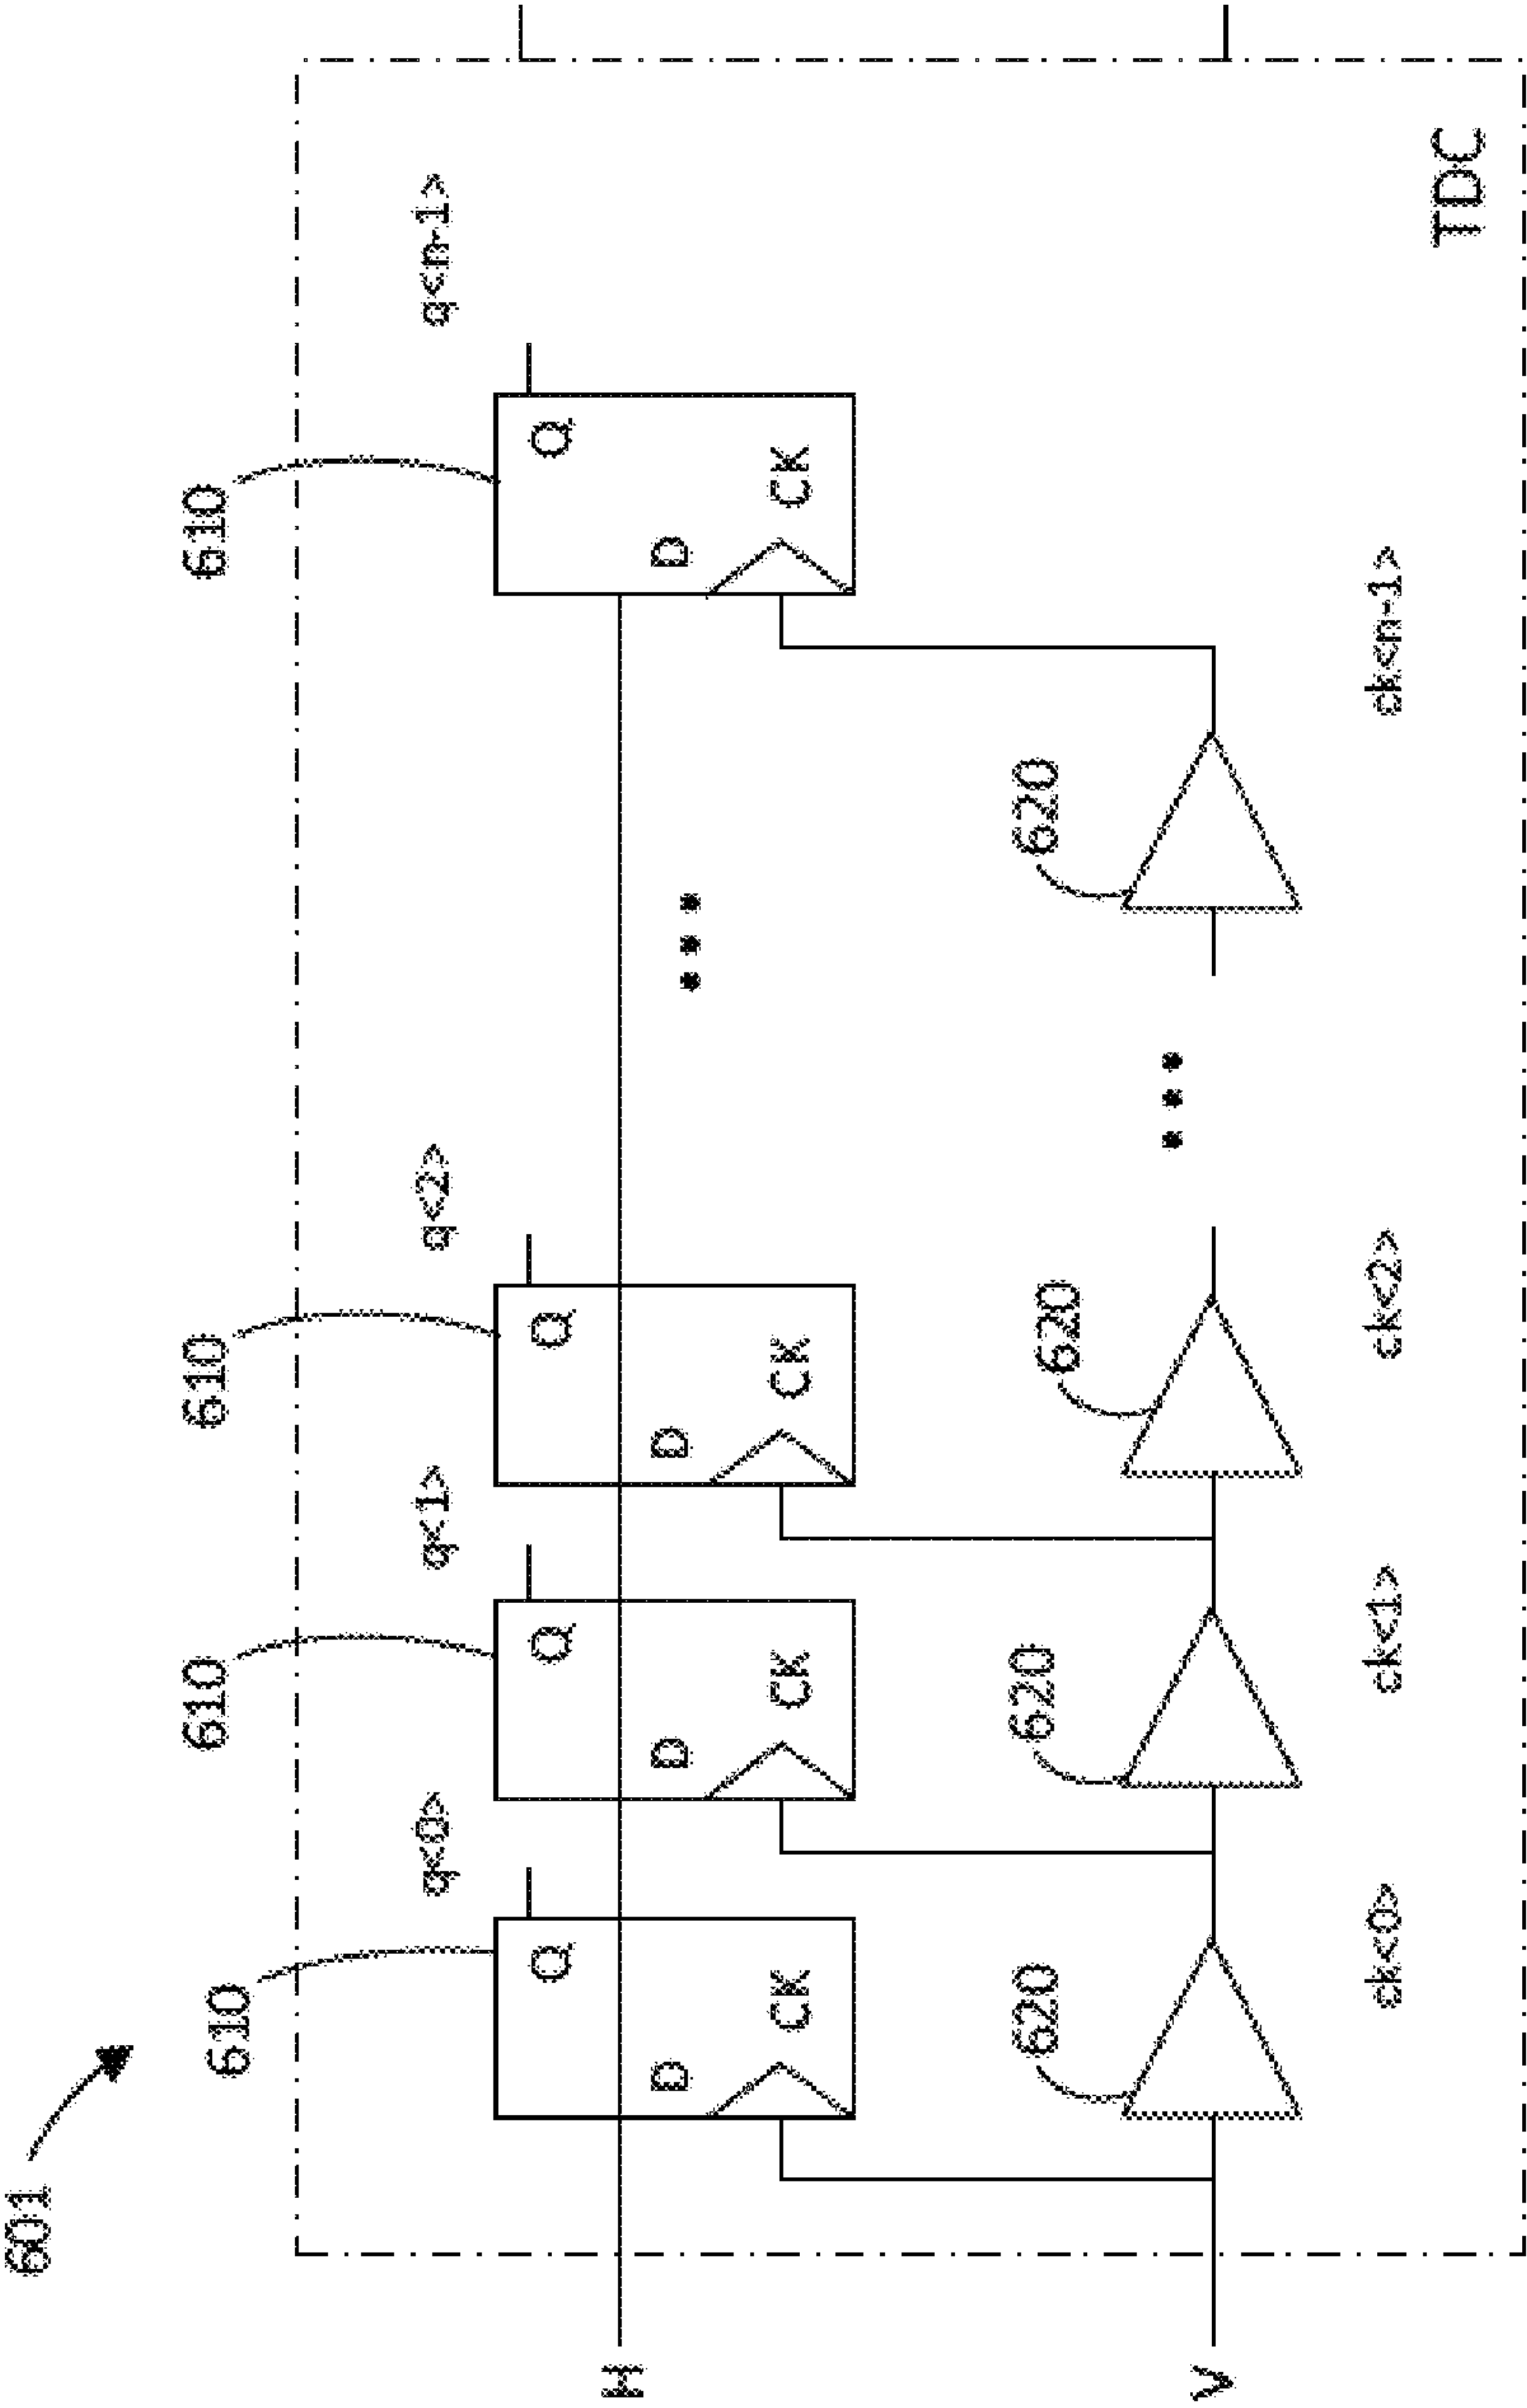 601
610
610
610
610
q<0>
q<1>
q<2>
q<n-1>
Q
Q
Q
Q
H
D
D
D
D
CK
CK
CK
CK
620
620
620
620
V
ck<0>
ck<1>
ck<2>
ck<n-1>
TDC